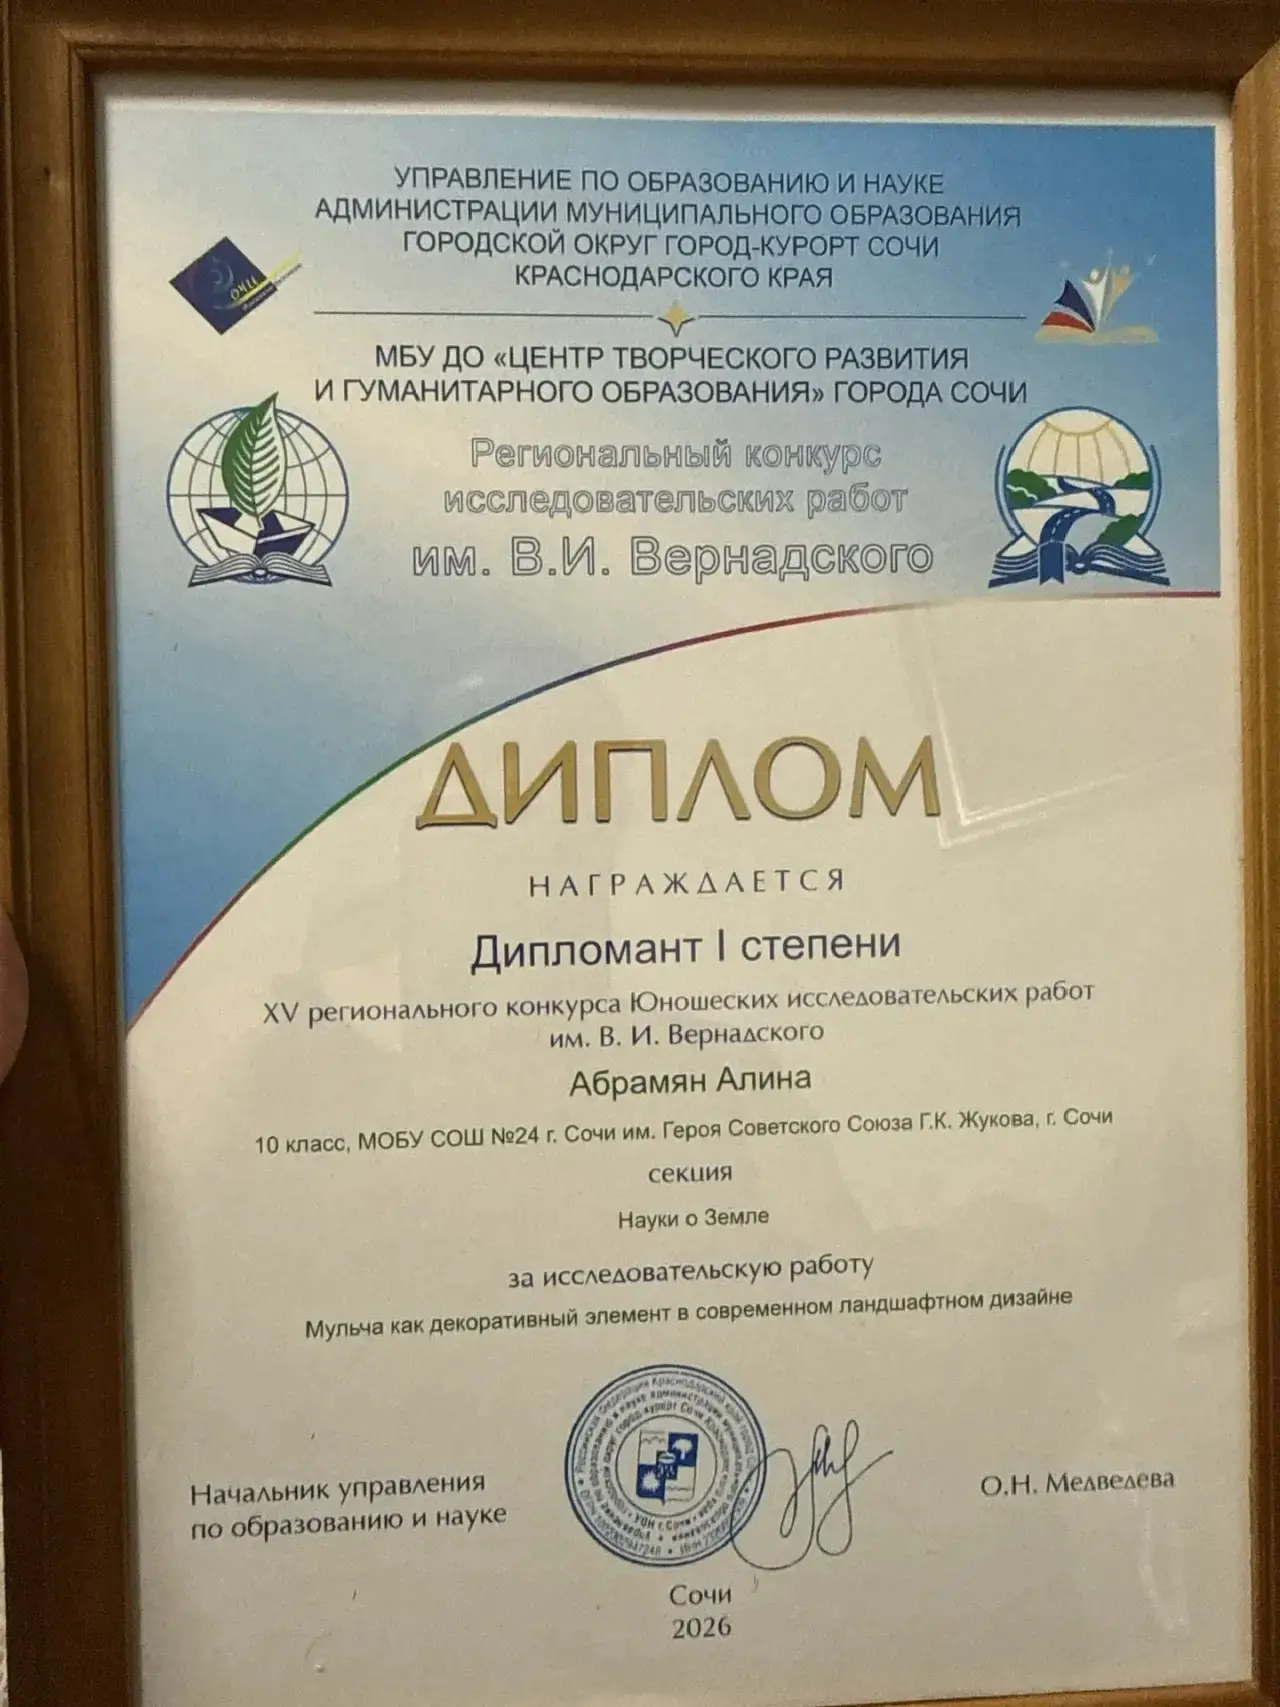 УПРАВЛЕНИЕ ПО ОБРАЗОВАНИЮ И НАУКЕ
АДМИНИСТРАЦИИ МУНИЦИПАЛЬНОГО ОБРАЗОВАНИЯ
ГОРОДСКОЙ ОКРУГ ГОРОД-КУРОРТ СОЧИ
КРАСНОДАРСКОГО КРАЯ
МБУ ДО «ЦЕНТР ТВОРЧЕСКОГО РАЗВИТИЯ
И ГУМАНИТАРНОГО ОБРАЗОВАНИЯ» ГОРОДА СОЧИ
Региональный конкурс
исследовательских работ
им. В.И. Вернадского
ДИПЛОМ
НАГРАЖДАЕТСЯ
Дипломант I степени
XV регионального конкурса Юношеских исследовательских работ
им. В. И. Вернадского
Абрамян Алина
10 класс, МОБУ СОШ №24 г. Сочи им. Героя Советского Союза Г.К. Жукова, г. Сочи
секция
Науки о Земле
за исследовательскую работу
Мульча как декоративный элемент в современном ландшафтном дизайне
Начальник управления
по образованию и науке
О.Н. Медведева
Сочи
2026